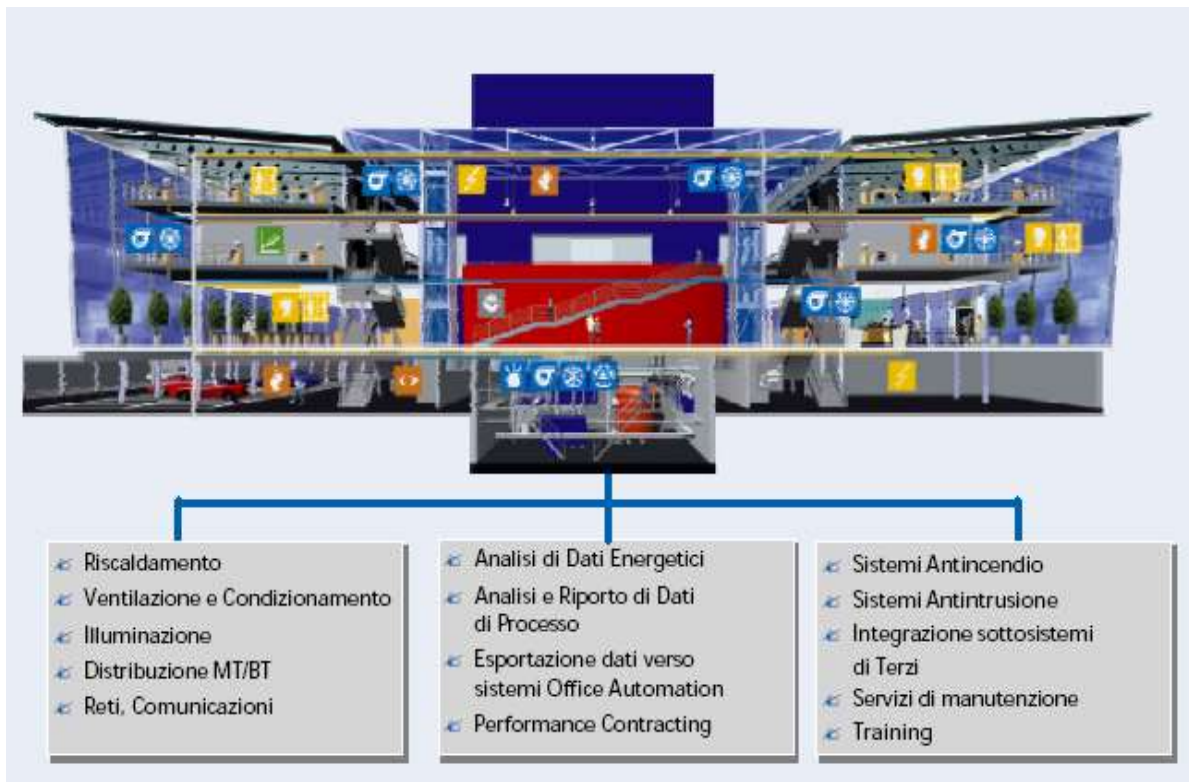 Riscaldamento
Ventilazione e Condizionamento
Illuminazione
Distribuzione MT/BT
Reti, Comunicazioni
Analisi di Dati Energetici
Analisi e Riporto di Dati
di Processo
Esportazione dati verso
sistemi Office Automation
Performance Contracting
Sistemi Antincendio
Sistemi Antintrusione
Integrazione sottosistemi
di Terzi
Servizi di manutenzione
Training